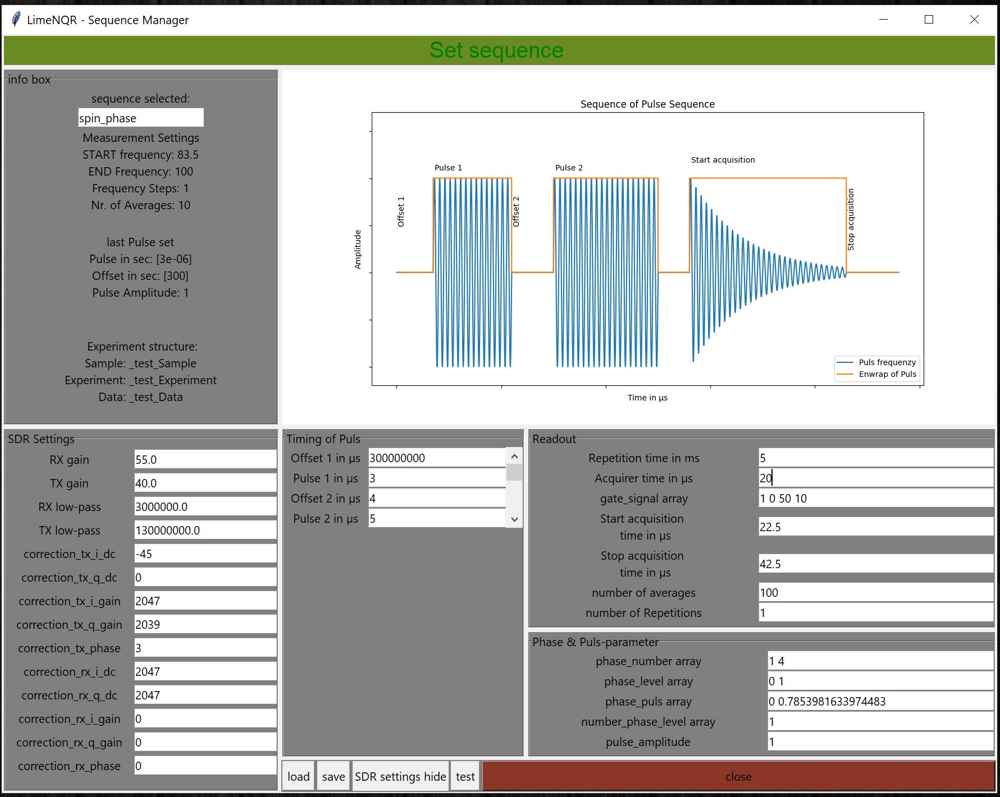 LimeNQR - Sequence Manager
Set sequence
info box
sequence selected:
spin_phase
Measurement Settings
START frequency: 83.5
END Frequency: 100
Frequency Steps: 1
Nr. of Averages: 10
last Pulse set
Pulse in sec: [3e-06]
Offset in sec: [300]
Pulse Amplitude: 1
Experiment structure:
Sample: _test_Sample
Experiment: _test_Experiment
Data: _test_Data
Sequence of Pulse Sequence
Amplitude
Offset 1
Pulse 1
Offset 2
Pulse 2
Start acquisition
Stop acquisition
Puls frequenzy
Enwrap of Puls
Time in µs
SDR Settings
RX gain 55.0
TX gain 40.0
RX low-pass 3000000.0
TX low-pass 130000000.0
correction_tx_i_dc -45
correction_tx_q_dc 0
correction_tx_i_gain 2047
correction_tx_q_gain 2039
correction_tx_phase 3
correction_rx_i_dc 2047
correction_rx_q_dc 2047
correction_rx_i_gain 0
correction_rx_q_gain 0
correction_rx_phase 0
Timing of Puls
Offset 1 in µs 300000000
Pulse 1 in µs 3
Offset 2 in µs 4
Pulse 2 in µs 5
Readout
Repetition time in ms 5
Acquirer time in µs 20
gate_signal array 1 0 50 10
Start acquisition
time in µs 22.5
Stop acquisition
time in µs 42.5
number of averages 100
number of Repetitions 1
Phase & Puls-parameter
phase_number array 1 4
phase_level array 0 1
phase_puls array 0 0.7853981633974483
number_phase_level array 1
pulse_amplitude 1
load save SDR settings hide test close